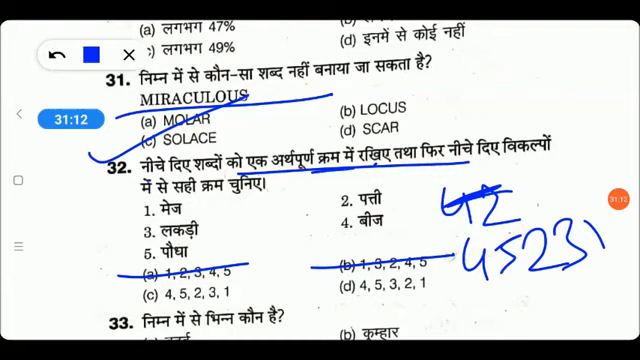 (a) लगभग 47%
(c) लगभग 49%
(d) इनमें से कोई नहीं
31. निम्न में से कौन-सा शब्द नहीं बनाया जा सकता है?
MIRACULOUS
(a) MOLAR (b) LOCUS
(c) SOLACE (d) SCAR
32. नीचे दिए शब्दों को एक अर्थपूर्ण क्रम में रखिए तथा फिर नीचे दिए विकल्पों
में से सही क्रम चुनिए।
1. मेज 2. पत्ती
3. लकड़ी 4. बीज
5. पौधा
(a) 1, 2, 3, 4, 5 (b) 1, 3, 2, 4, 5
(c) 4, 5, 2, 3, 1 (d) 4, 5, 3, 2, 1
33. निम्न में से भिन्न कौन है?
(b) कुम्हार
31:12
31:13
42
45231